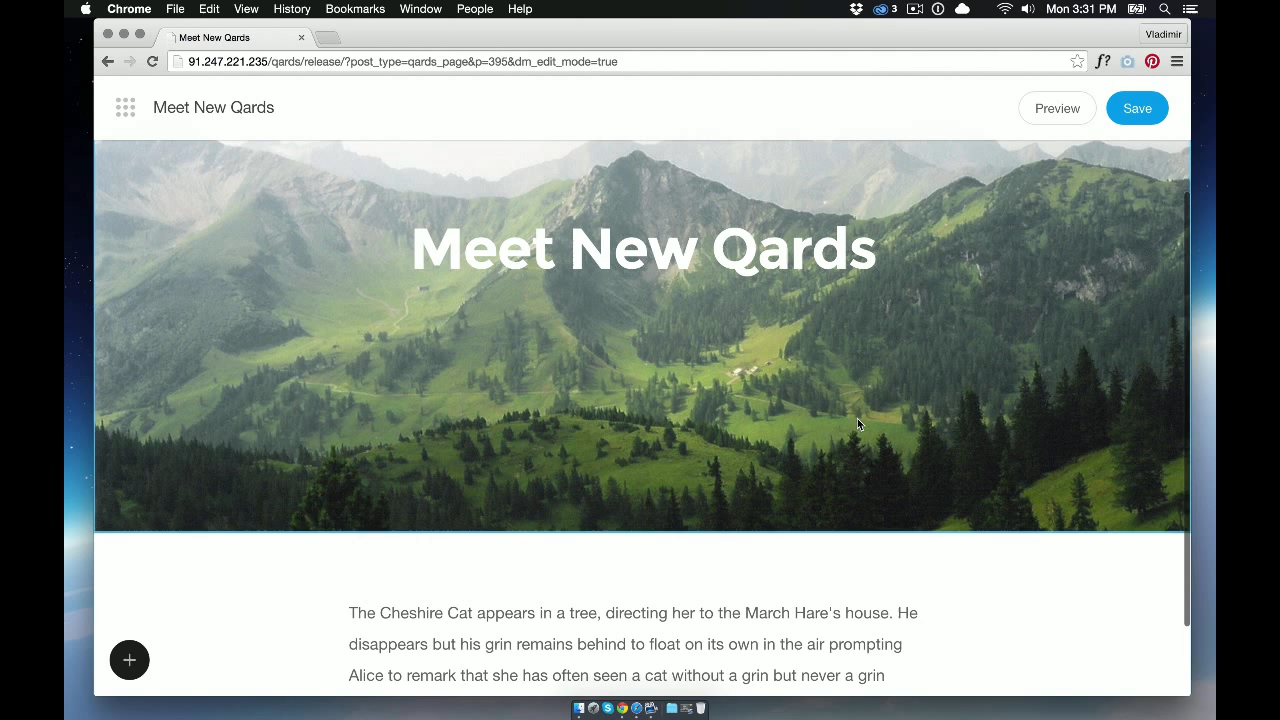 Chrome File Edit View History Bookmarks Window People Help 3 Mon 3:31 PM
Meet New Qards Vladimir
91.247.221.235/qards/release/?post_type=qards_page&p=395&dm_edit_mode=true f?
Meet New Qards Preview Save
Meet New Qards
The Cheshire Cat appears in a tree, directing her to the March Hare's house. He
disappears but his grin remains behind to float on its own in the air prompting
Alice to remark that she has often seen a cat without a grin but never a grin